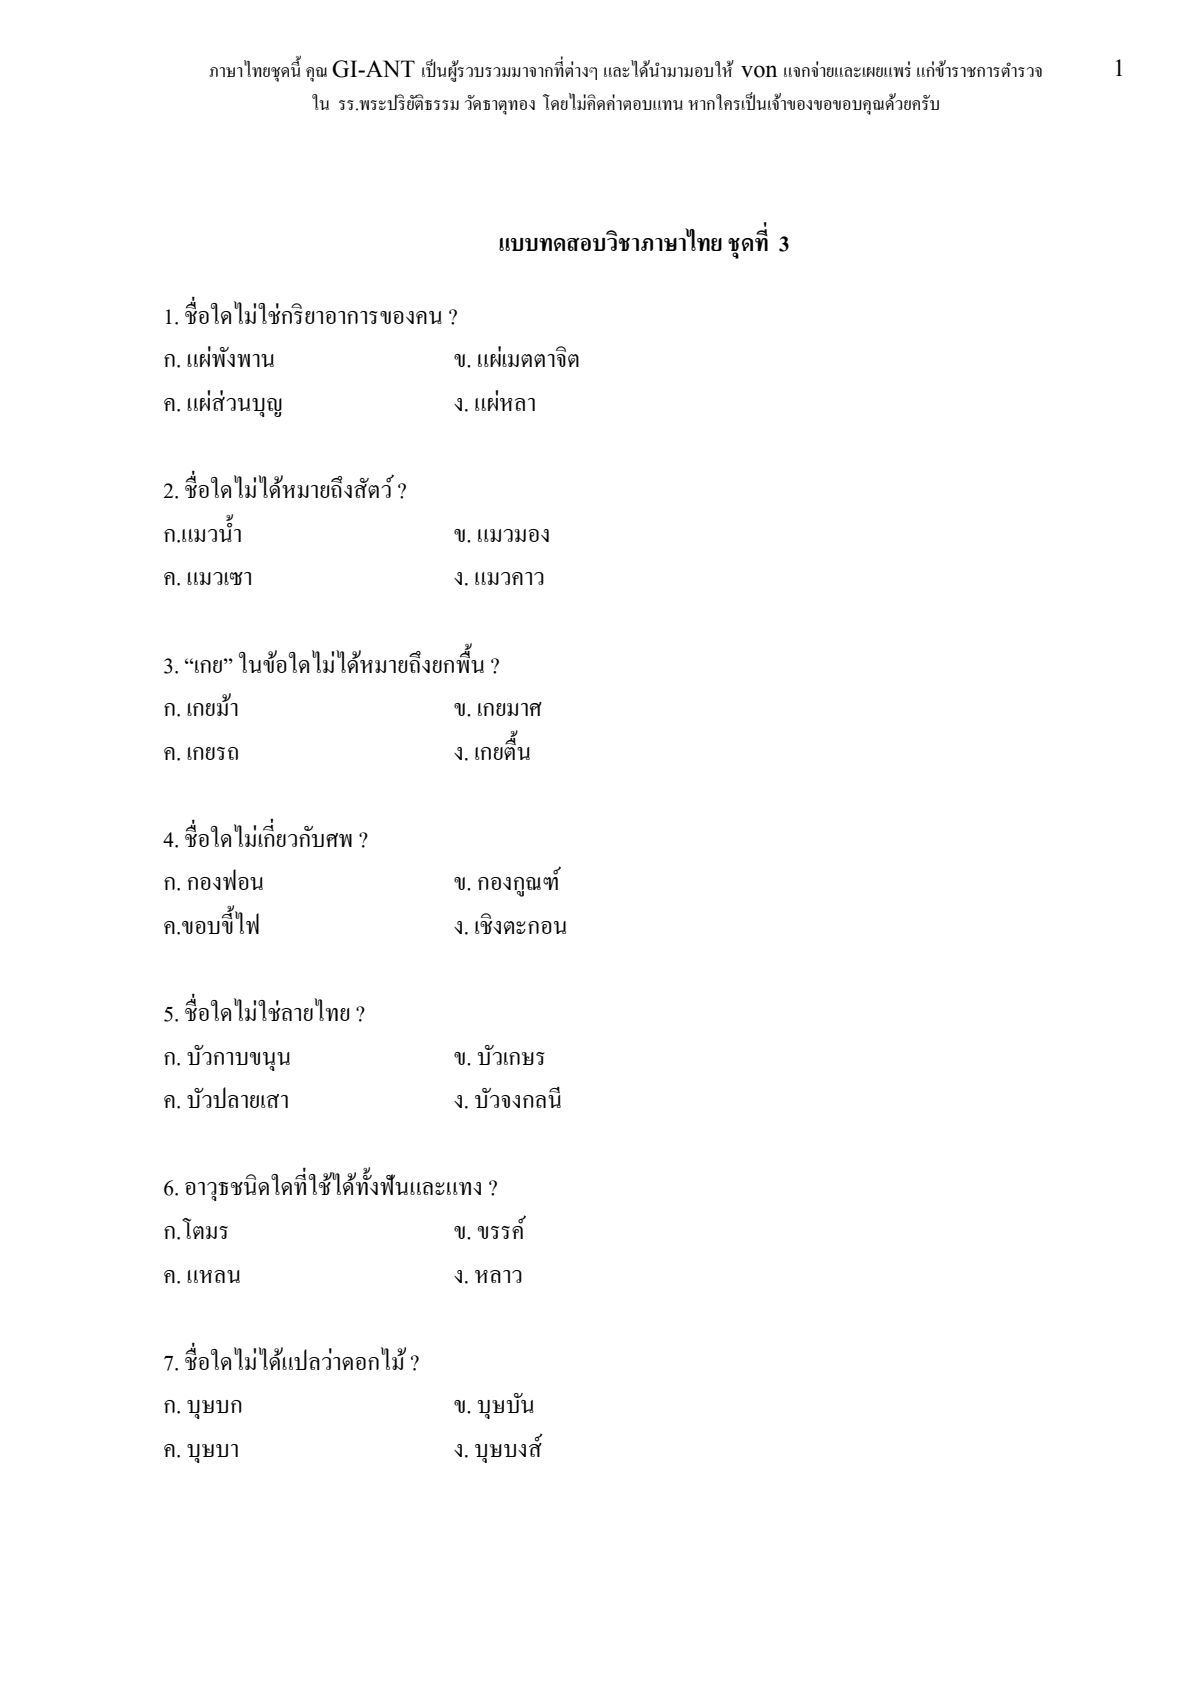 ภาษาไทยชุดนี้ คุณ GI-ANT เป็นผู้รวบรวมมาจากที่ต่างๆ และได้นำมามอบให้ von แจกจ่ายและเผยแพร่ แก่ข้าราชการตำรวจ 1
ใน รร.พระปริยัติธรรม วัดธาตุทอง โดยไม่คิดค่าตอบแทน หากใครเป็นเจ้าของขอขอบคุณด้วยครับ
แบบทดสอบวิชาภาษาไทย ชุดที่ 3
1. ชื่อใดไม่ใช่กริยาอาการของคน ?
ก. แผ่พังพาน ข. แผ่เมตตาจิต
ค. แผ่ส่วนบุญ ง. แผ่หลา
2. ชื่อใดไม่ได้หมายถึงสัตว์ ?
ก.แมวน้ำ ข. แมวมอง
ค. แมวเซา ง. แมวคาว
3. “เกย” ในข้อใดไม่ได้หมายถึงยกพื้น ?
ก. เกยม้า ข. เกยมาศ
ค. เกยรถ ง. เกยตื้น
4. ชื่อใดไม่เกี่ยวกับศพ ?
ก. กองฟอน ข. กองกูณฑ์
ค.ขอบขี้ไฟ ง. เชิงตะกอน
5. ชื่อใดไม่ใช่ลายไทย ?
ก. บัวกาบขนุน ข. บัวเกษร
ค. บัวปลายเสา ง. บัวจงกลนี
6. อาวุธชนิดใดที่ใช้ได้ทั้งฟันและแทง ?
ก.โตมร ข. ขรรค์
ค. แหลน ง. หลาว
7. ชื่อใดไม่ได้แปลว่าดอกไม้ ?
ก. บุษบก ข. บุษบัน
ค. บุษบา ง. บุษบงส์